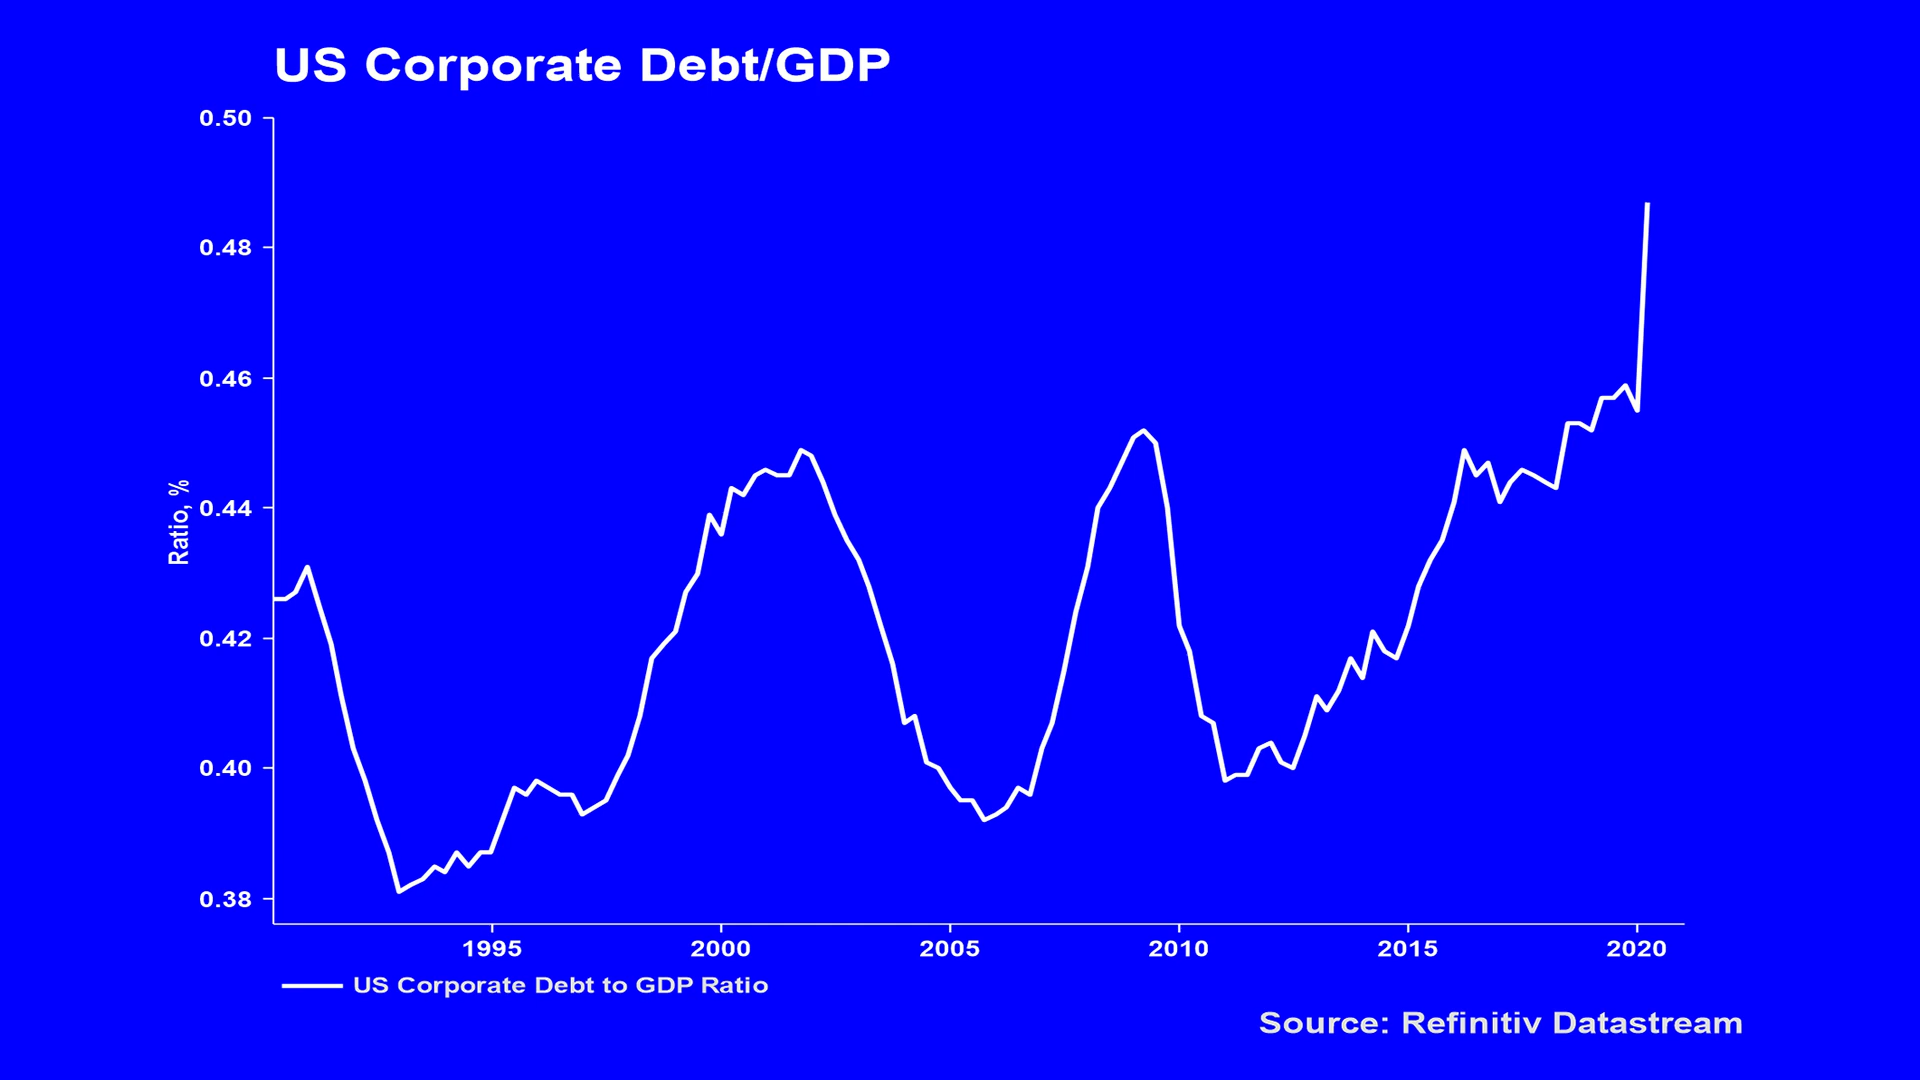 US Corporate Debt/GDP
0.50
0.48
0.46
0.44
0.42
0.40
0.38
Ratio, %
1995 2000 2005 2010 2015 2020
US Corporate Debt to GDP Ratio
Source: Refinitiv Datastream